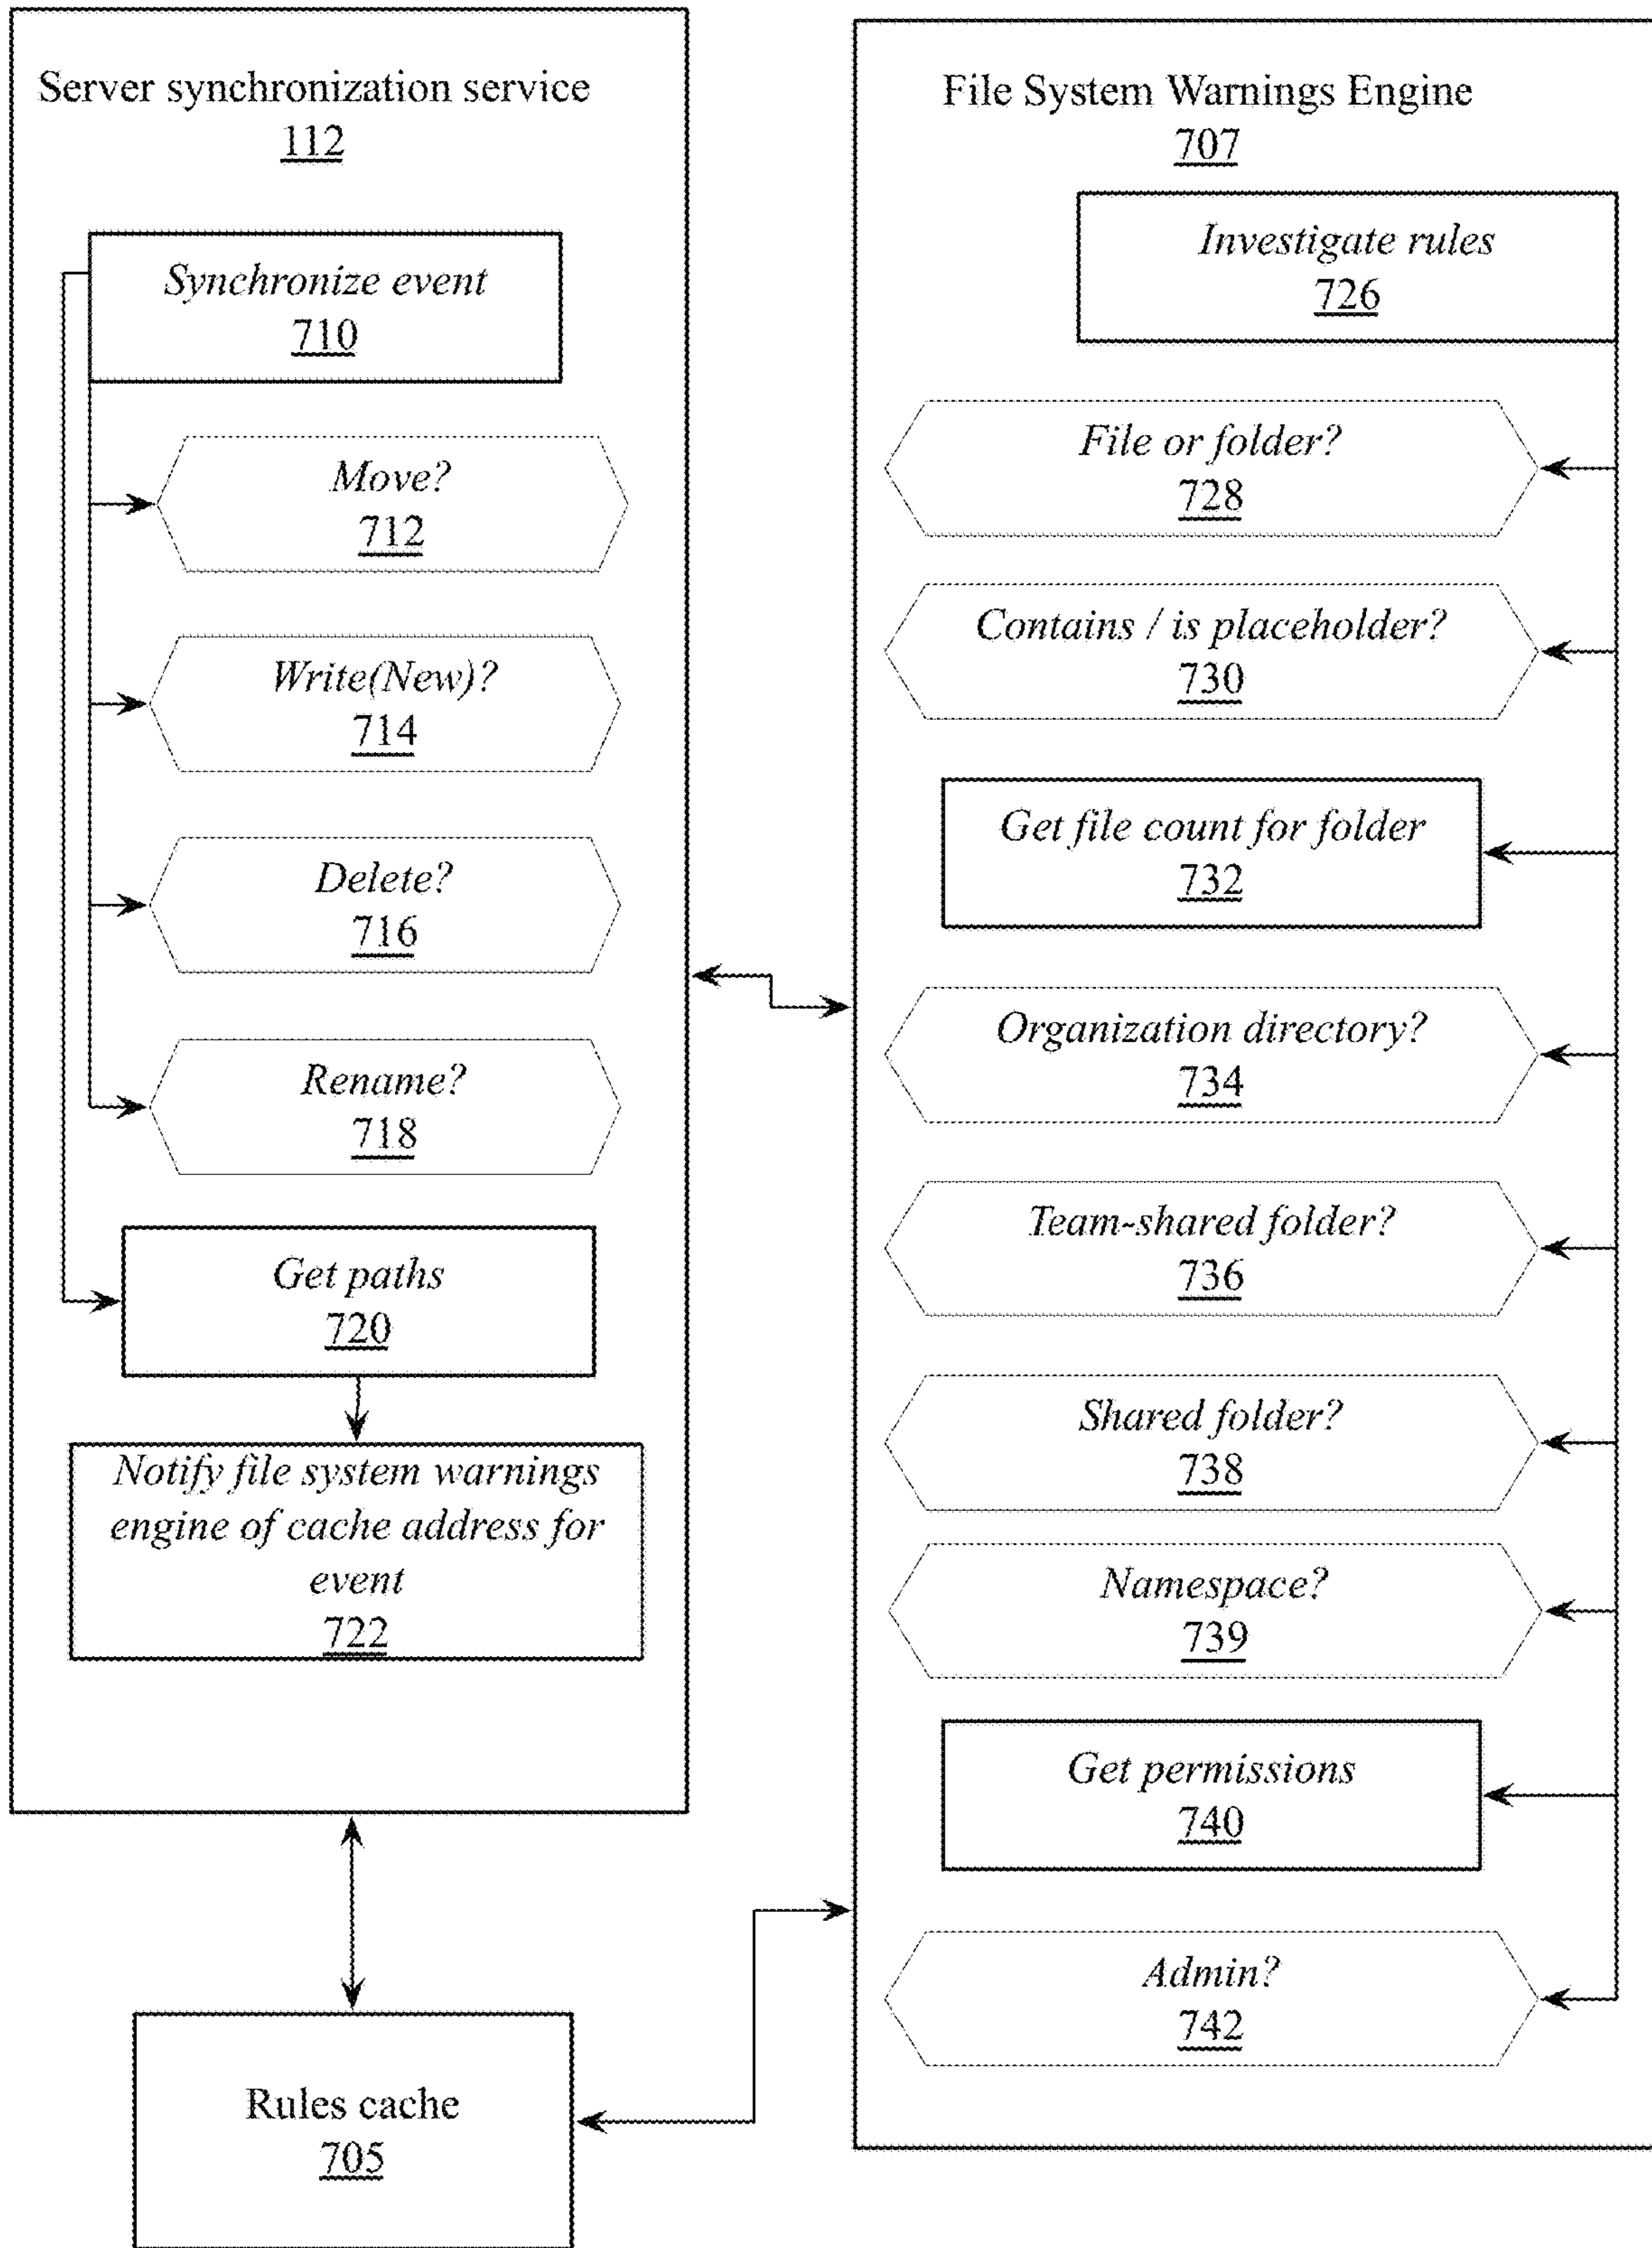 Server synchronization service
112
Synchronize event
710
Move?
712
Write(New)?
714
Delete?
716
Rename?
718
Get paths
720
Notify file system warnings
engine of cache address for
event
722
Rules cache
705
File System Warnings Engine
707
Investigate rules
726
File or folder?
728
Contains / is placeholder?
730
Get file count for folder
732
Organization directory?
734
Team-shared folder?
736
Shared folder?
738
Namespace?
739
Get permissions
740
Admin?
742